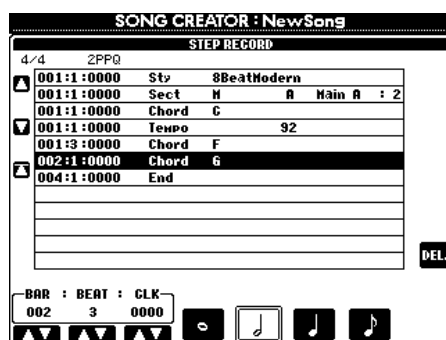 SONG CREATOR : NewSong
STEP RECORD
4/4 2PPQ
001:1:0000 Sty 8BeatModern
001:1:0000 Sect M A Main A : 2
001:1:0000 Chord C
001:1:0000 Tempo 92
001:3:0000 Chord F
002:1:0000 Chord G
004:1:0000 End
DEL.
BAR : BEAT : CLK
002 3 0000